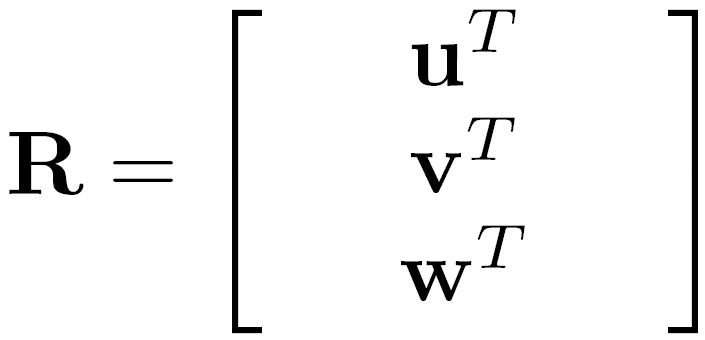 R = [ u^T
v^T
w^T ]